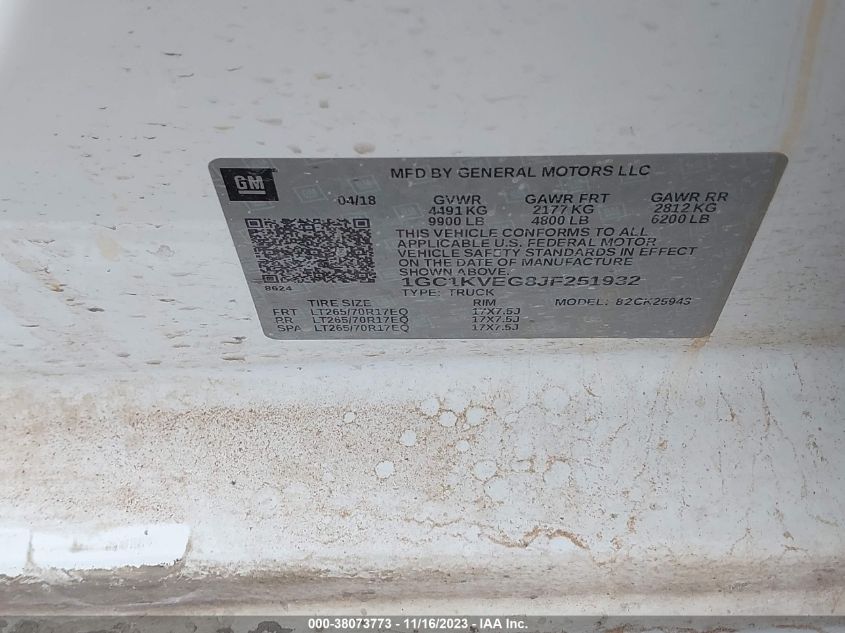 GM
MFD BY GENERAL MOTORS LLC
04/18 GVWR GAWR FRT GAWR RR
4491 KG 2177 KG 2812 KG
9900 LB 4800 LB 6200 LB
THIS VEHICLE CONFORMS TO ALL
APPLICABLE U.S. FEDERAL MOTOR
VEHICLE SAFETY STANDARDS IN EFFECT
ON THE DATE OF MANUFACTURE
SHOWN ABOVE.
8624
1GC1KVEG8JF251932
TYPE: TRUCK
TIRE SIZE RIM MODEL: 82CK25943
FRT LT265/70R17EQ 17X7.5J
RR LT265/70R17EQ 17X7.5J
SPA LT265/70R17EQ 17X7.5J
000-38073773 - 11/16/2023 - IAA Inc.